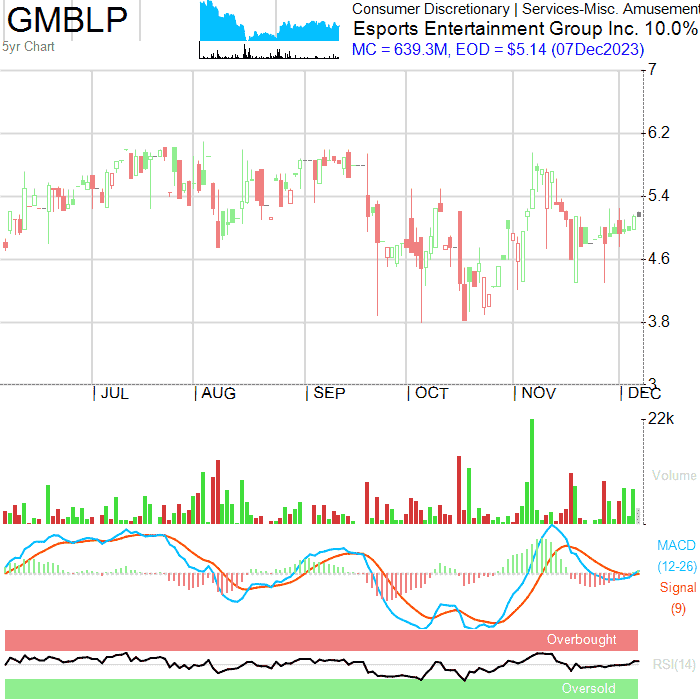 GMBLP
5yr Chart
Consumer Discretionary | Services-Misc. Amusement
Esports Entertainment Group Inc. 10.0%
MC = 639.3M, EOD = $5.14 (07Dec2023)
7
6.2
5.4
4.6
3.8
3
JUL
AUG
SEP
OCT
NOV
DEC
22k
Volume
MACD
(12-26)
Signal
(9)
Overbought
RSI(14)
Oversold